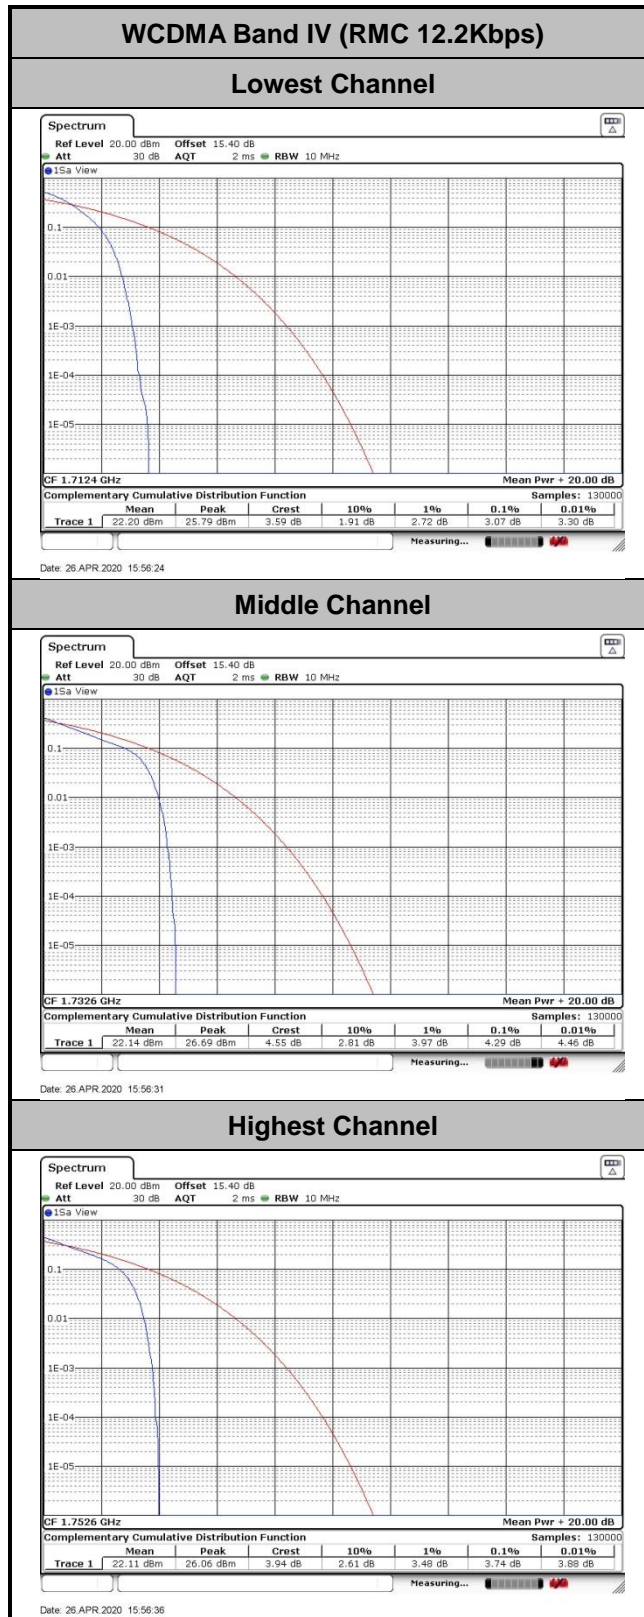 WCDMA Band IV (RMC 12.2Kbps)
Lowest Channel
Spectrum
Ref Level 20.00 dBm Offset 15.40 dB
Att 30 dB AQT 2 ms RBW 10 MHz
1Sa View
0.1
0.01
1E-03
1E-04
1E-05
CF 1.7124 GHz Mean Pwr + 20.00 dB
Complementary Cumulative Distribution Function Samples: 130000
Mean Peak Crest 10% 1% 0.1% 0.01%
Trace 1 22.20 dBm 25.79 dBm 3.59 dB 1.91 dB 2.72 dB 3.07 dB 3.30 dB
Measuring...
Date: 26.APR.2020 15:56:24
Middle Channel
Spectrum
Ref Level 20.00 dBm Offset 15.40 dB
Att 30 dB AQT 2 ms RBW 10 MHz
1Sa View
0.1
0.01
1E-03
1E-04
1E-05
CF 1.7326 GHz Mean Pwr + 20.00 dB
Complementary Cumulative Distribution Function Samples: 130000
Mean Peak Crest 10% 1% 0.1% 0.01%
Trace 1 22.14 dBm 26.69 dBm 4.55 dB 2.81 dB 3.97 dB 4.29 dB 4.46 dB
Measuring...
Date: 26.APR.2020 15:56:31
Highest Channel
Spectrum
Ref Level 20.00 dBm Offset 15.40 dB
Att 30 dB AQT 2 ms RBW 10 MHz
1Sa View
0.1
0.01
1E-03
1E-04
1E-05
CF 1.7526 GHz Mean Pwr + 20.00 dB
Complementary Cumulative Distribution Function Samples: 130000
Mean Peak Crest 10% 1% 0.1% 0.01%
Trace 1 22.11 dBm 26.06 dBm 3.94 dB 2.61 dB 3.48 dB 3.74 dB 3.88 dB
Measuring...
Date: 26.APR.2020 15:56:36